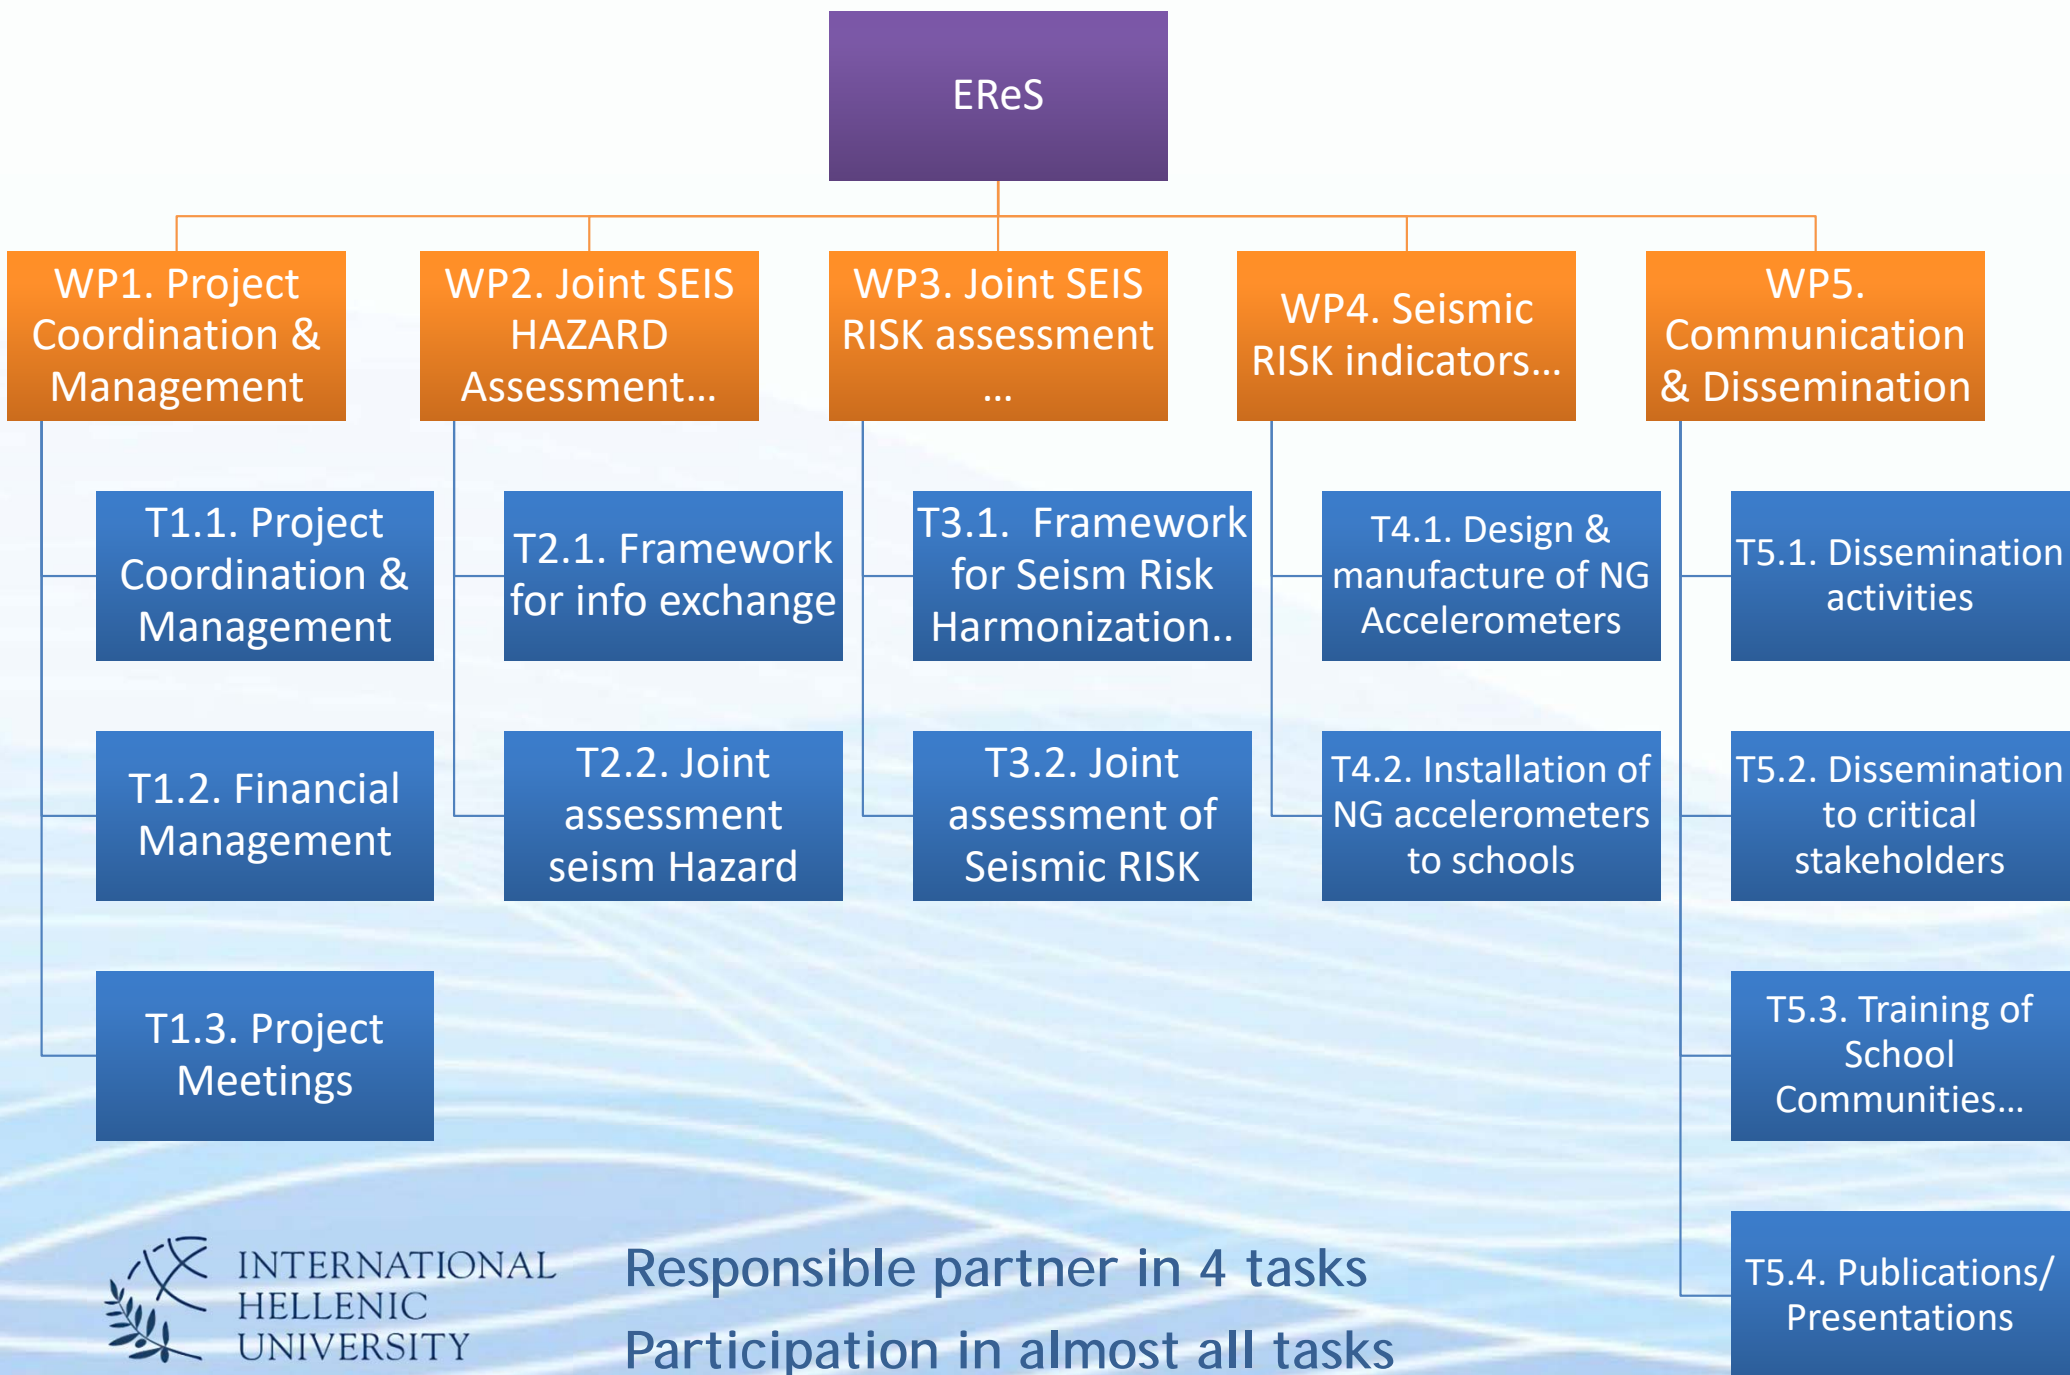 EReS
WP1. Project
Coordination &
Management
WP2. Joint SEIS
HAZARD
Assessment...
WP3. Joint SEIS
RISK assessment
...
WP4. Seismic
RISK indicators...
WP5.
Communication
& Dissemination
T1.1. Project
Coordination &
Management
T2.1. Framework
for info exchange
T3.1. Framework
for Seism Risk
Harmonization..
T4.1. Design &
manufacture of NG
Accelerometers
T5.1. Dissemination
activities
T1.2. Financial
Management
T2.2. Joint
assessment
seism Hazard
T3.2. Joint
assessment of
Seismic RISK
T4.2. Installation of
NG accelerometers
to schools
T5.2. Dissemination
to critical
stakeholders
T1.3. Project
Meetings
T5.3. Training of
School
Communities...
T5.4. Publications/
Presentations
INTERNATIONAL
HELLENIC
UNIVERSITY
Responsible partner in 4 tasks
Participation in almost all tasks